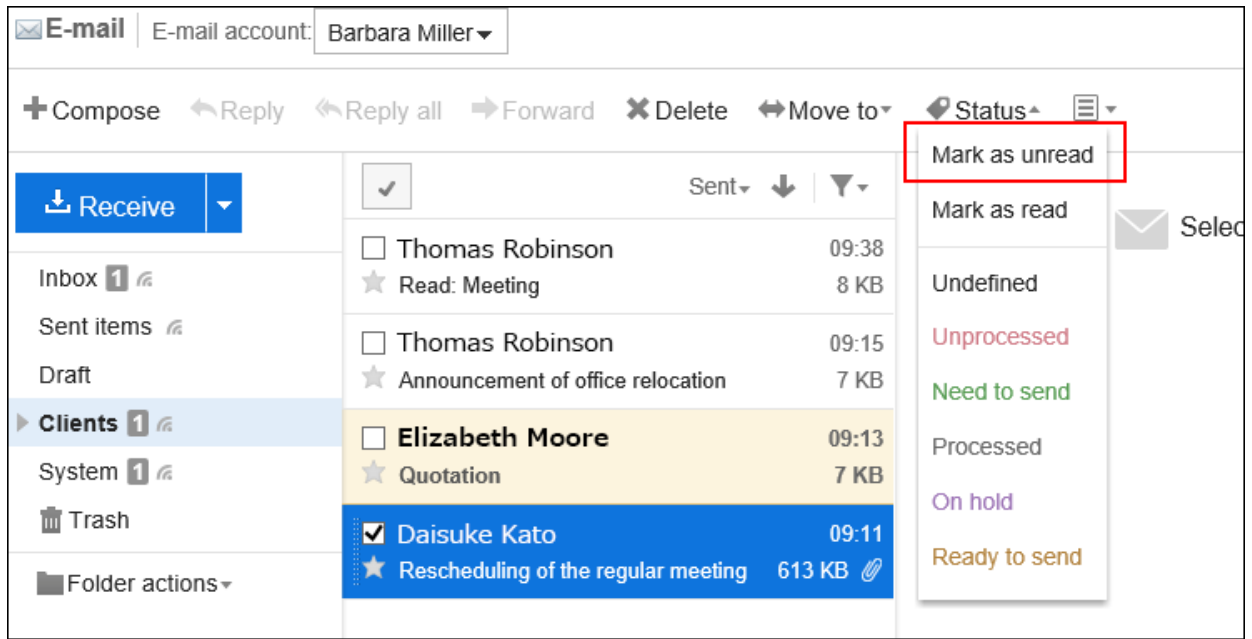 E-mail E-mail account: Barbara Miller
Compose Reply Reply all Forward Delete Move to Status
Receive
Inbox 1
Sent items
Draft
Clients 1
System 1
Trash
Folder actions
Sent
Thomas Robinson 09:38
Read: Meeting 8 KB
Thomas Robinson 09:15
Announcement of office relocation 7 KB
Elizabeth Moore 09:13
Quotation 7 KB
Daisuke Kato 09:11
Rescheduling of the regular meeting 613 KB
Mark as unread
Mark as read
Undefined
Unprocessed
Need to send
Processed
On hold
Ready to send
Selec